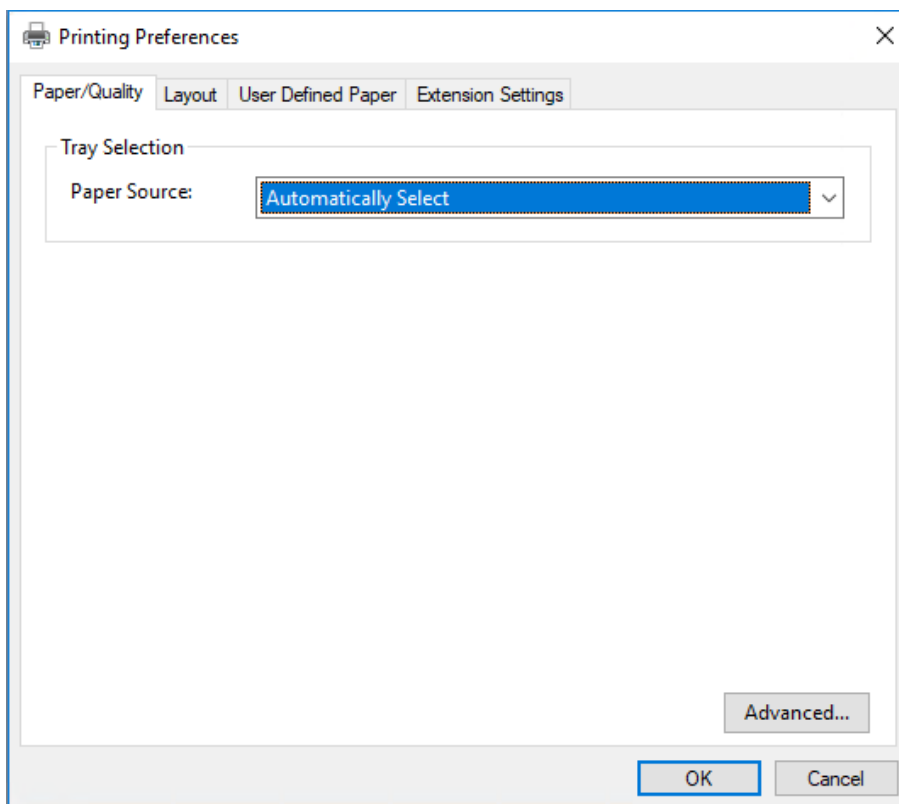 Printing Preferences
Paper/Quality Layout User Defined Paper Extension Settings
Tray Selection
Paper Source: Automatically Select
Advanced...
OK Cancel